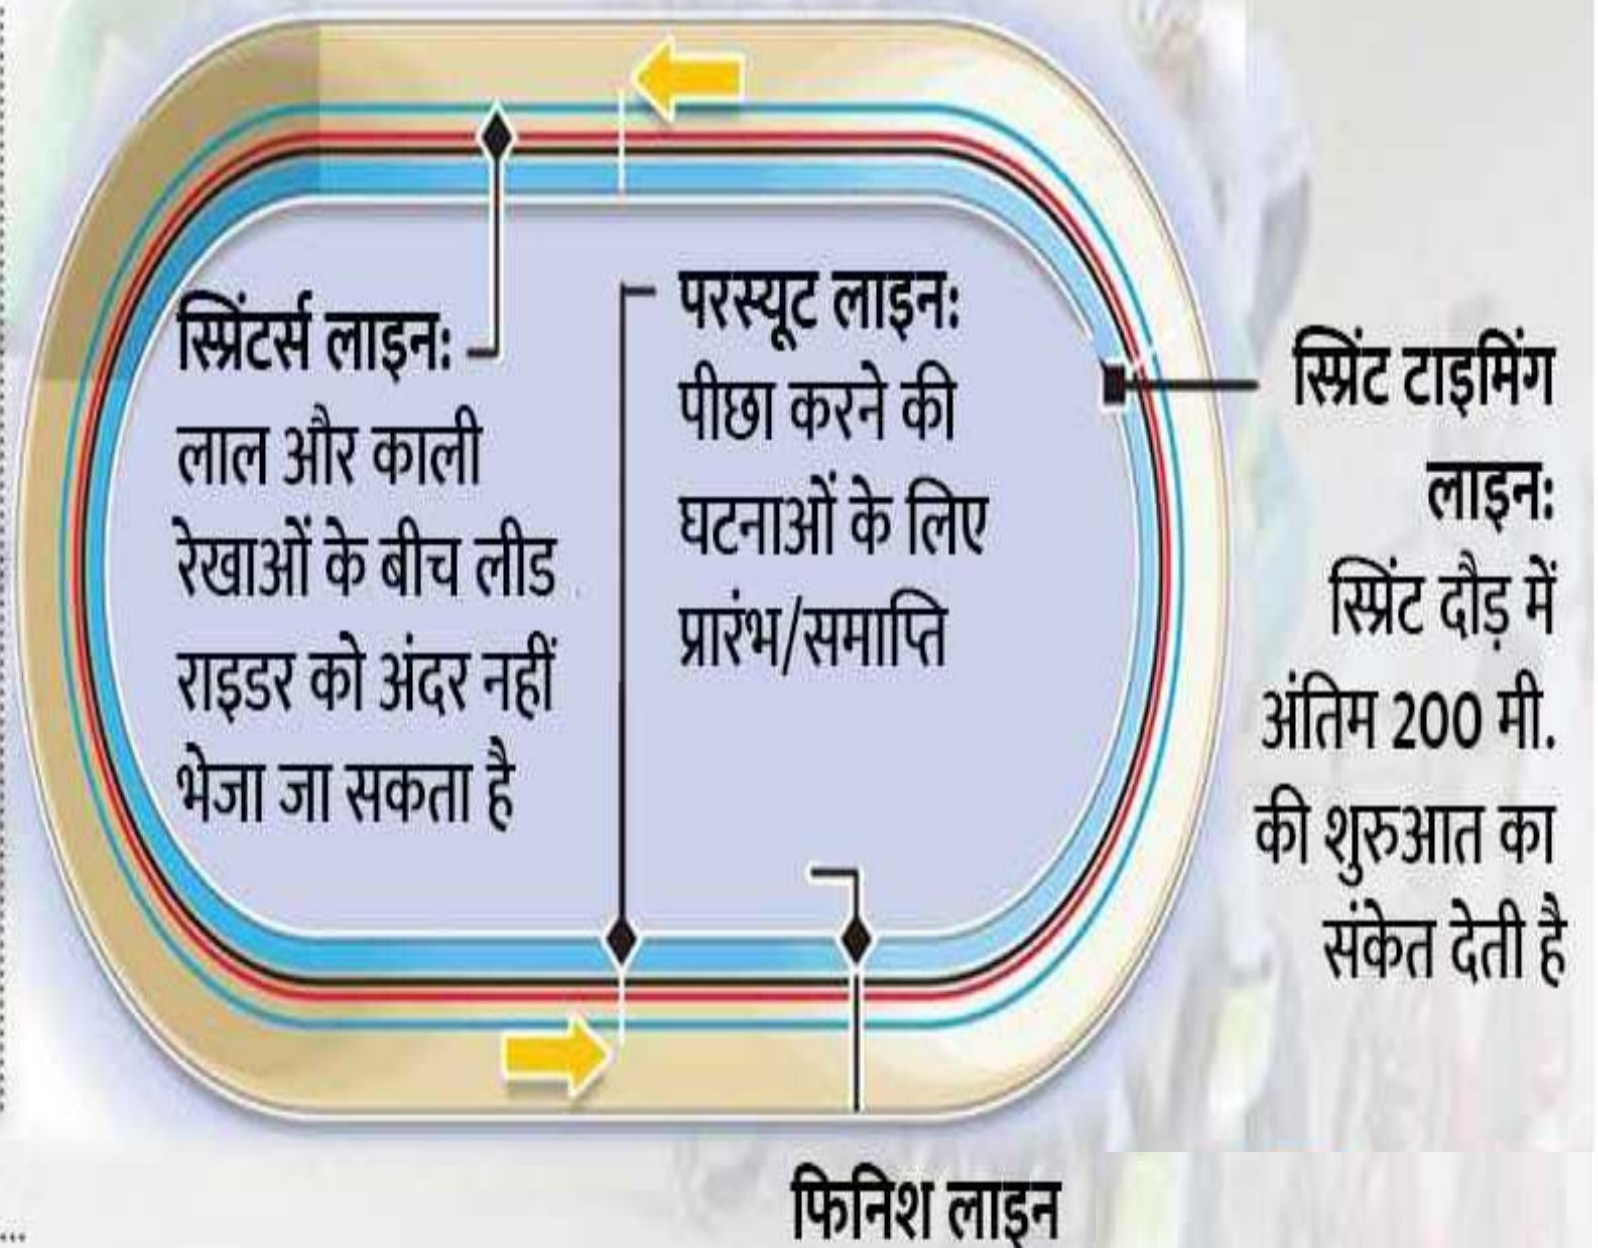 स्प्रिंटर्स लाइन:
लाल और काली
रेखाओं के बीच लीड
राइडर को अंदर नहीं
भेजा जा सकता है
परस्यूट लाइन:
पीछा करने की
घटनाओं के लिए
प्रारंभ/समाप्ति
स्प्रिंट टाइमिंग
लाइन:
स्प्रिंट दौड़ में
अंतिम 200 मी.
की शुरुआत का
संकेत देती है
फिनिश लाइन